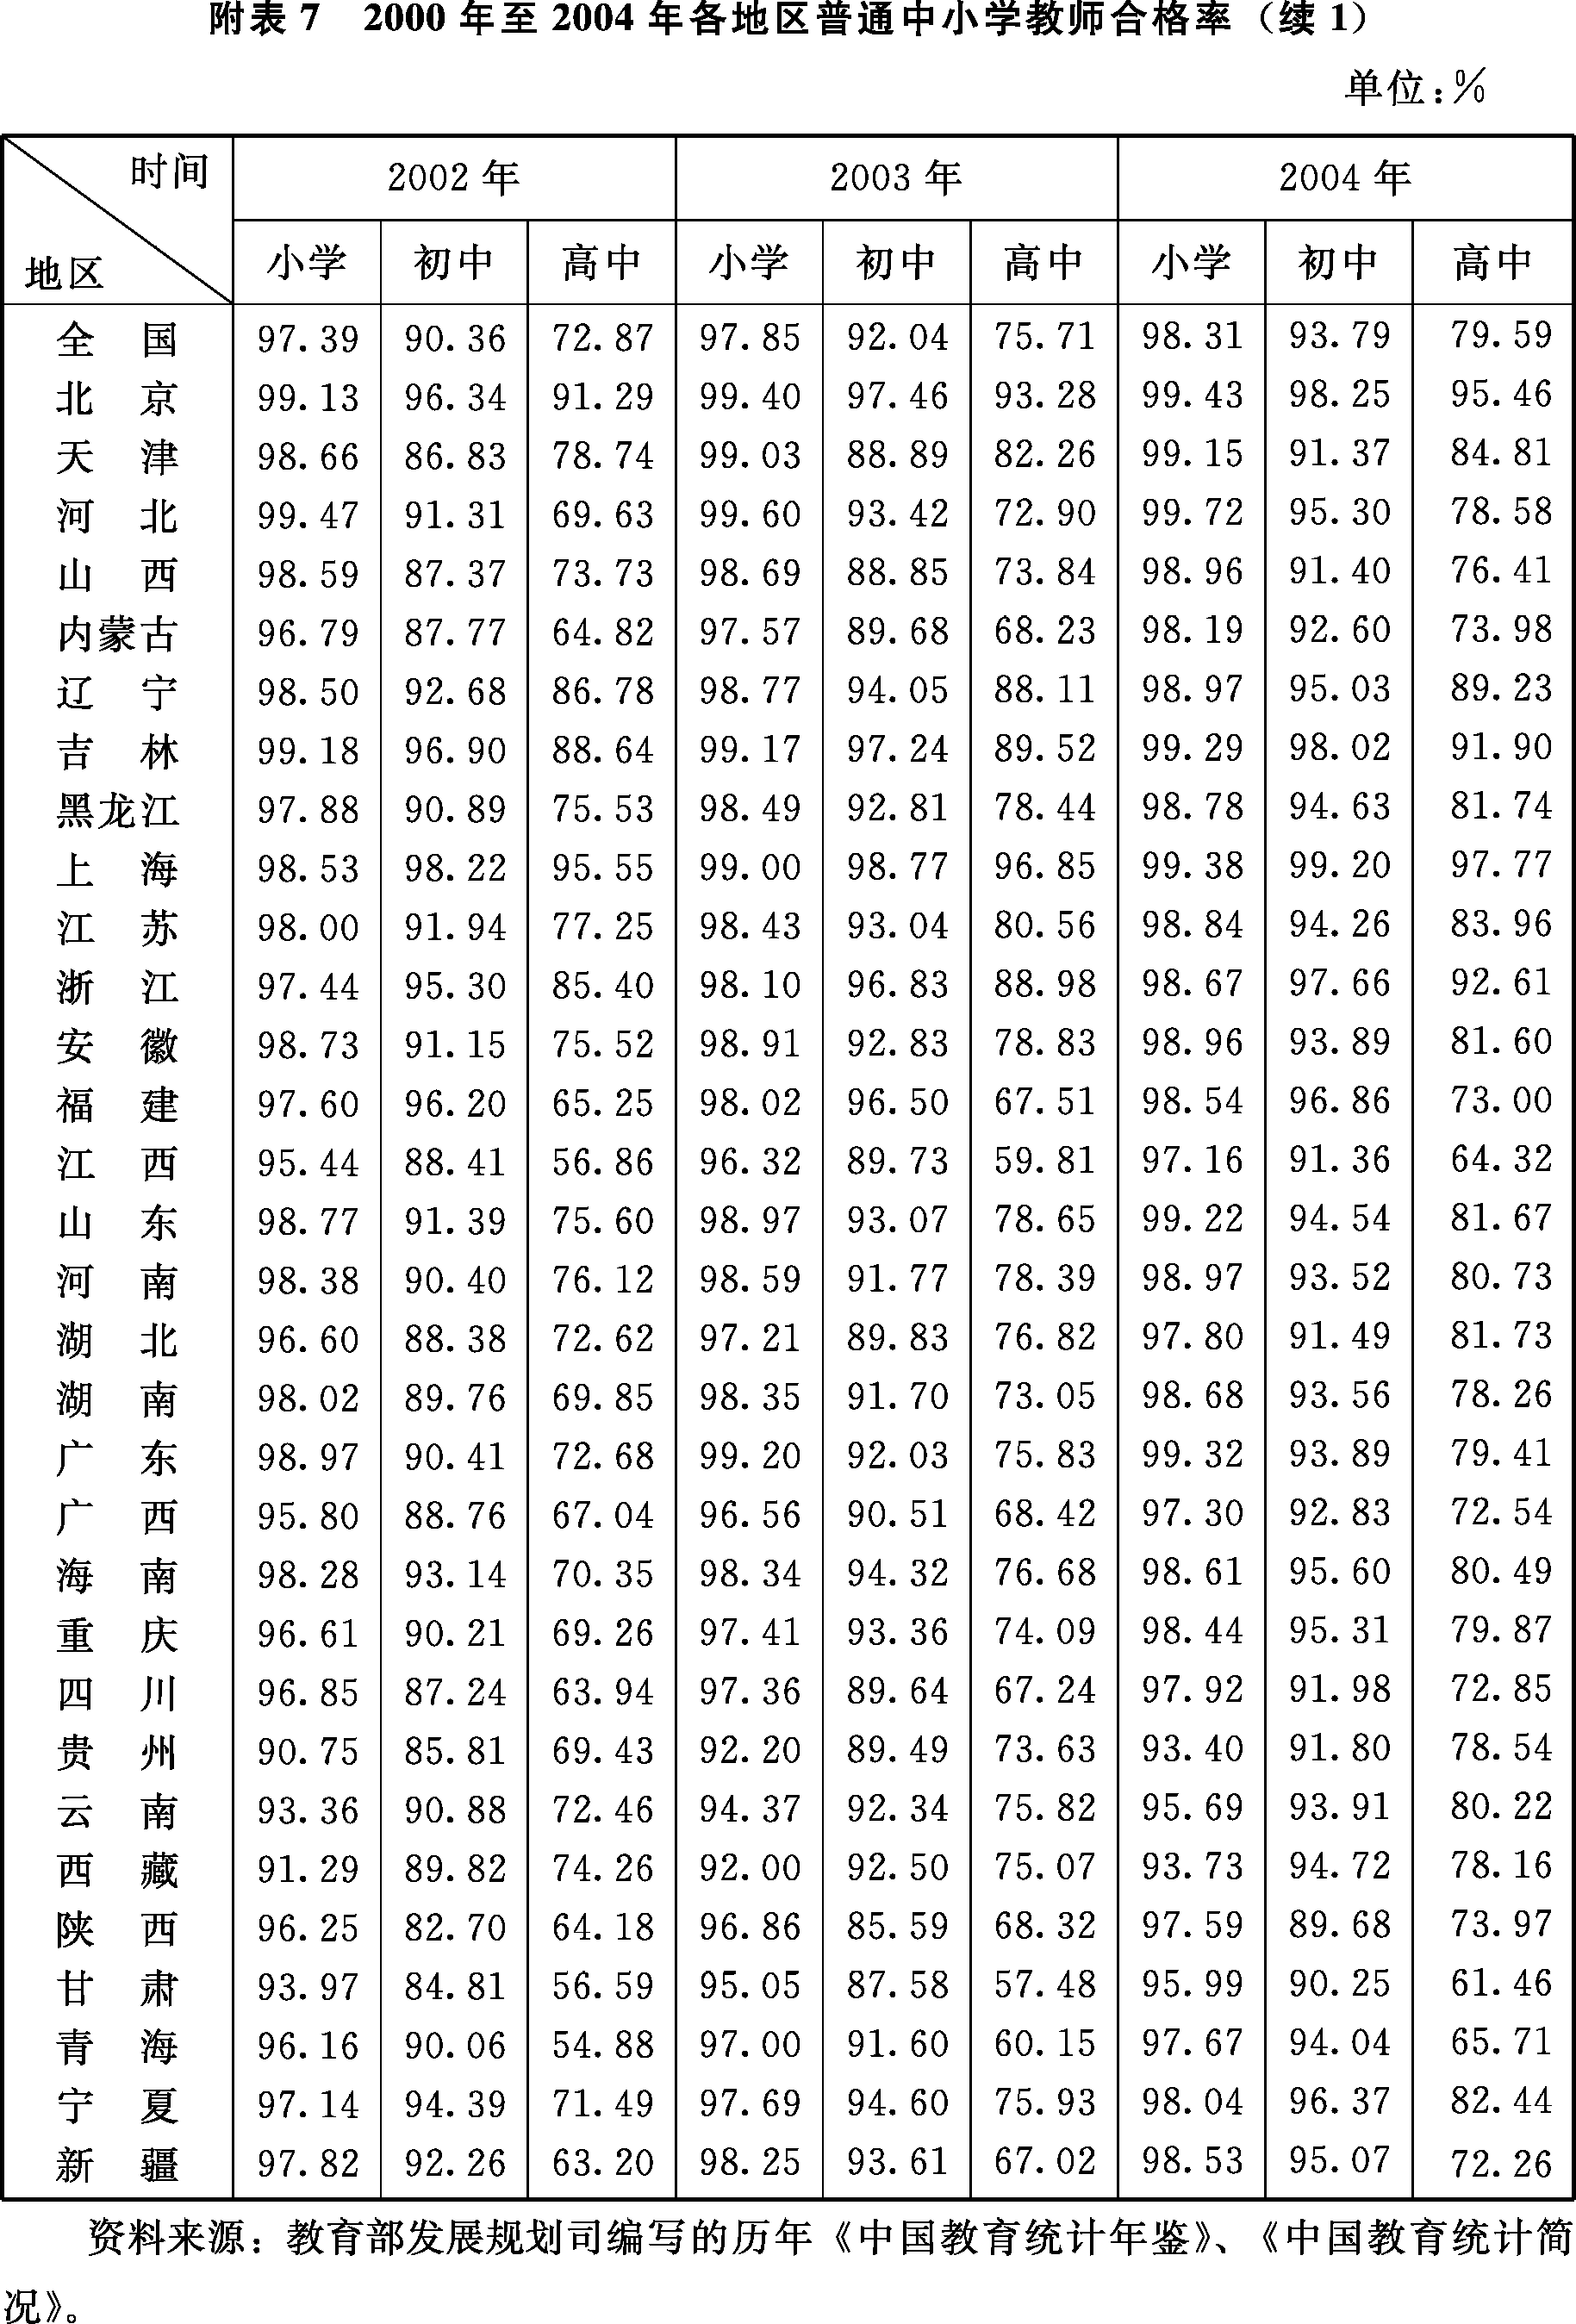 附表 7 2000 年至 2004 年各地区普通中小学教师合格率（续 1）
单位：%
时间 2002 年 2003 年 2004 年
地区 小学 初中 高中 小学 初中 高中 小学 初中 高中
全 国 97.39 90.36 72.87 97.85 92.04 75.71 98.31 93.79 79.59
北 京 99.13 96.34 91.29 99.40 97.46 93.28 99.43 98.25 95.46
天 津 98.66 86.83 78.74 99.03 88.89 82.26 99.15 91.37 84.81
河 北 99.47 91.31 69.63 99.60 93.42 72.90 99.72 95.30 78.58
山 西 98.59 87.37 73.73 98.69 88.85 73.84 98.96 91.40 76.41
内蒙古 96.79 87.77 64.82 97.57 89.68 68.23 98.19 92.60 73.98
辽 宁 98.50 92.68 86.78 98.77 94.05 88.11 98.97 95.03 89.23
吉 林 99.18 96.90 88.64 99.17 97.24 89.52 99.29 98.02 91.90
黑龙江 97.88 90.89 75.53 98.49 92.81 78.44 98.78 94.63 81.74
上 海 98.53 98.22 95.55 99.00 98.77 96.85 99.38 99.20 97.77
江 苏 98.00 91.94 77.25 98.43 93.04 80.56 98.84 94.26 83.96
浙 江 97.44 95.30 85.40 98.10 96.83 88.98 98.67 97.66 92.61
安 徽 98.73 91.15 75.52 98.91 92.83 78.83 98.96 93.89 81.60
福 建 97.60 96.20 65.25 98.02 96.50 67.51 98.54 96.86 73.00
江 西 95.44 88.41 56.86 96.32 89.73 59.81 97.16 91.36 64.32
山 东 98.77 91.39 75.60 98.97 93.07 78.65 99.22 94.54 81.67
河 南 98.38 90.40 76.12 98.59 91.77 78.39 98.97 93.52 80.73
湖 北 96.60 88.38 72.62 97.21 89.83 76.82 97.80 91.49 81.73
湖 南 98.02 89.76 69.85 98.35 91.70 73.05 98.68 93.56 78.26
广 东 98.97 90.41 72.68 99.20 92.03 75.83 99.32 93.89 79.41
广 西 95.80 88.76 67.04 96.56 90.51 68.42 97.30 92.83 72.54
海 南 98.28 93.14 70.35 98.34 94.32 76.68 98.61 95.60 80.49
重 庆 96.61 90.21 69.26 97.41 93.36 74.09 98.44 95.31 79.87
四 川 96.85 87.24 63.94 97.36 89.64 67.24 97.92 91.98 72.85
贵 州 90.75 85.81 69.43 92.20 89.49 73.63 93.40 91.80 78.54
云 南 93.36 90.88 72.46 94.37 92.34 75.82 95.69 93.91 80.22
西 藏 91.29 89.82 74.26 92.00 92.50 75.07 93.73 94.72 78.16
陕 西 96.25 82.70 64.18 96.86 85.59 68.32 97.59 89.68 73.97
甘 肃 93.97 84.81 56.59 95.05 87.58 57.48 95.99 90.25 61.46
青 海 96.16 90.06 54.88 97.00 91.60 60.15 97.67 94.04 65.71
宁 夏 97.14 94.39 71.49 97.69 94.60 75.93 98.04 96.37 82.44
新 疆 97.82 92.26 63.20 98.25 93.61 67.02 98.53 95.07 72.26
资料来源：教育部发展规划司编写的历年《中国教育统计年鉴》、《中国教育统计简
况》。